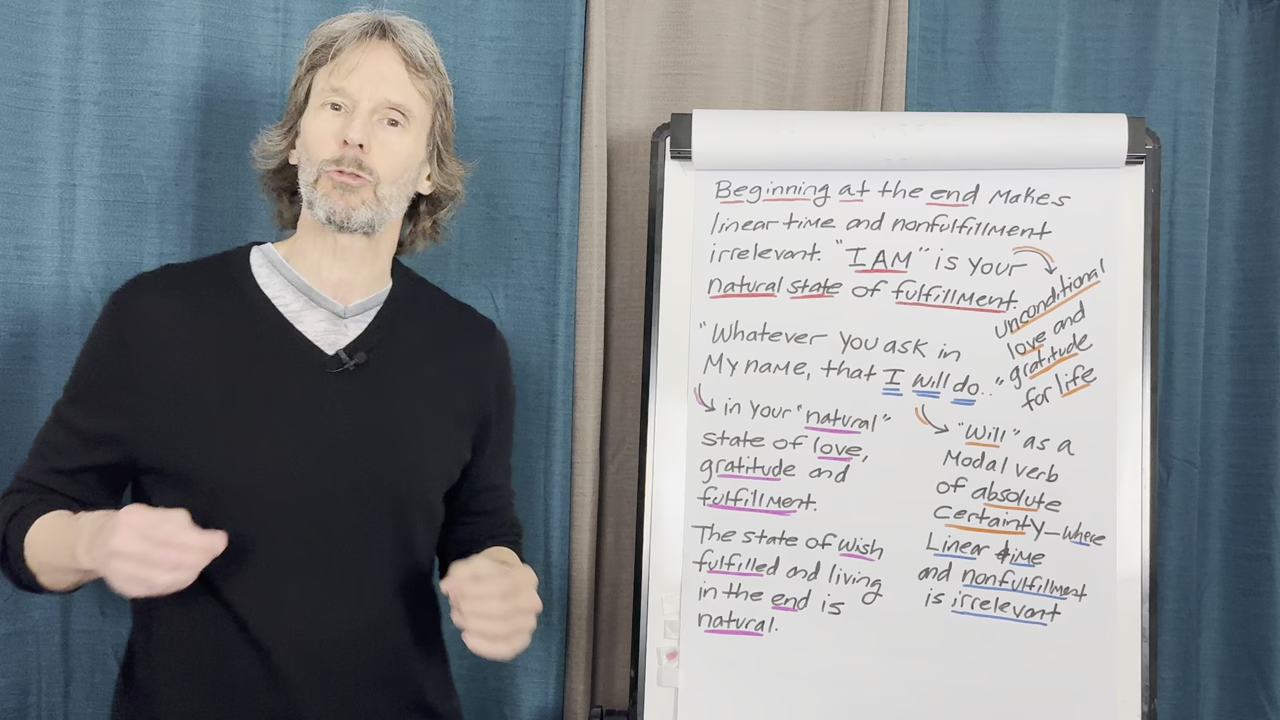 Beginning at the end makes
linear time and nonfulfillment
irrelevant. "I AM" is your
natural state of fulfillment.
unconditional
love and
gratitude
for life
"Whatever you ask in
My name, that I will do.."
in your "natural"
state of love,
gratitude and
fulfillment.
The state of wish
fulfilled and living
in the end is
natural.
"Will" as a
Modal verb
of absolute
certainty—where
Linear time
and nonfulfillment
is irrelevant